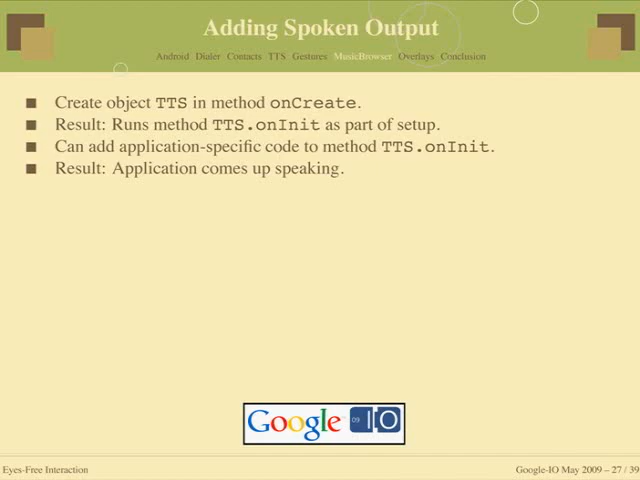 Adding Spoken Output
Android Dialer Contacts TTS Gestures MusicBrowser Overlays Conclusion
Create object TTS in method onCreate.
Result: Runs method TTS.onInit as part of setup.
Can add application-specific code to method TTS.onInit.
Result: Application comes up speaking.
Google 09 IO
Eyes-Free Interaction
Google-IO May 2009 – 27 / 39